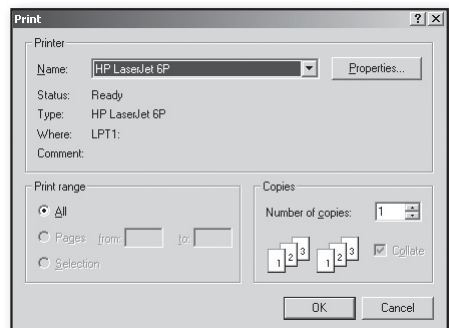 Print
Printer
Name: HP LaserJet 6P Properties...
Status: Ready
Type: HP LaserJet 6P
Where: LPT1:
Comment:
Print range
All
Pages from: to:
Selection
Copies
Number of copies: 1
1 2 3 1 2 3 Collate
OK Cancel